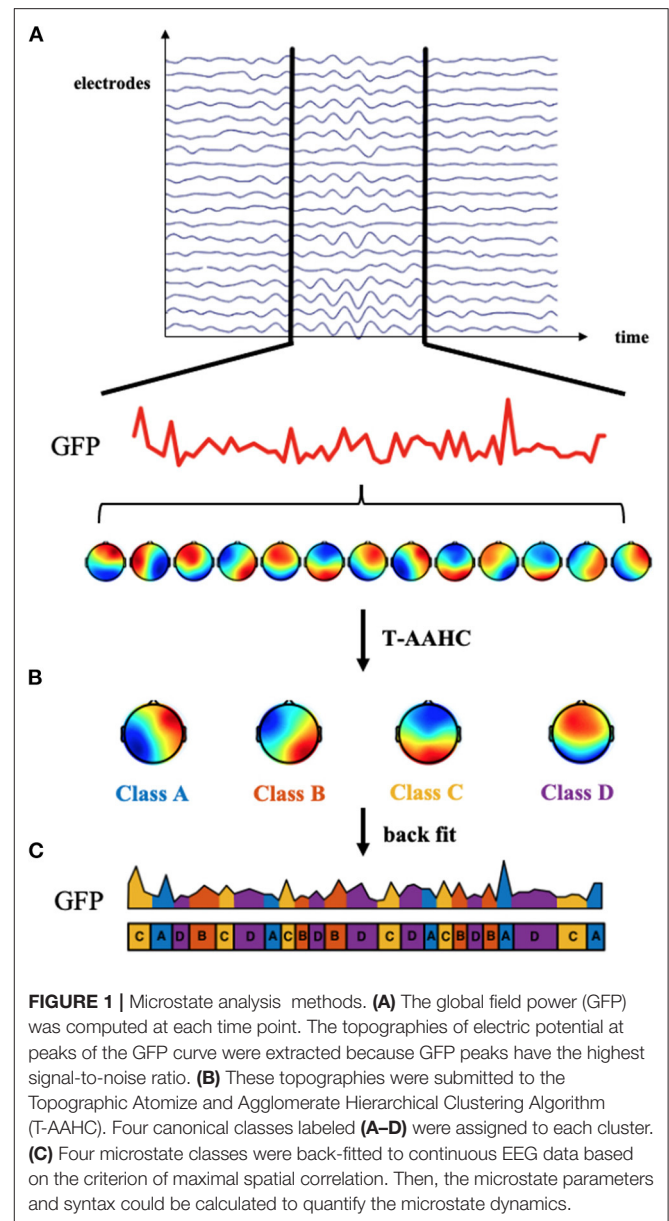 A
electrodes
time
GFP
T-AAHC
B
Class A Class B Class C Class D
back fit
C
GFP
C A D B C D A C B D B D C D A C B D B A D C A
FIGURE 1 | Microstate analysis methods. (A) The global field power (GFP)
was computed at each time point. The topographies of electric potential at
peaks of the GFP curve were extracted because GFP peaks have the highest
signal-to-noise ratio. (B) These topographies were submitted to the
Topographic Atomize and Agglomerate Hierarchical Clustering Algorithm
(T-AAHC). Four canonical classes labeled (A–D) were assigned to each cluster.
(C) Four microstate classes were back-fitted to continuous EEG data based
on the criterion of maximal spatial correlation. Then, the microstate parameters
and syntax could be calculated to quantify the microstate dynamics.